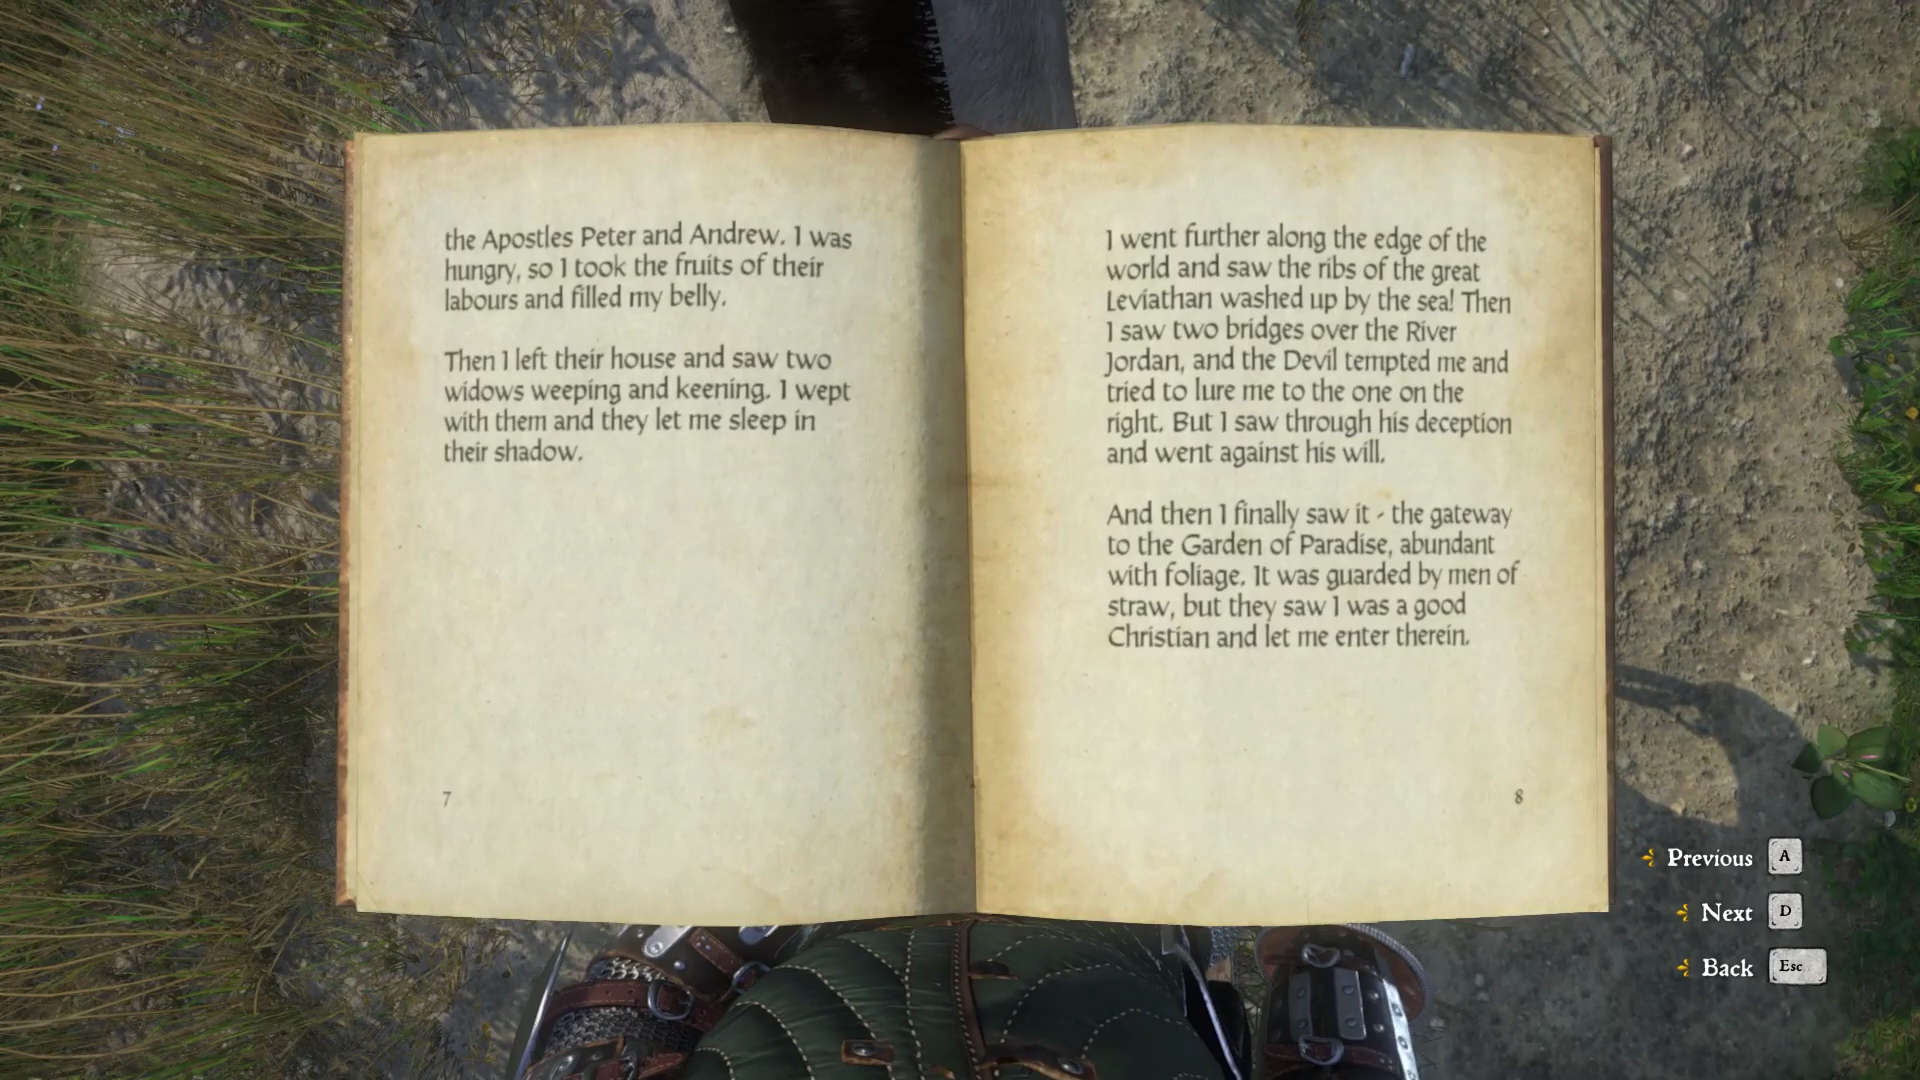 the Apostles Peter and Andrew. I was
hungry, so I took the fruits of their
labours and filled my belly.
Then I left their house and saw two
widows weeping and keening. I wept
with them and they let me sleep in
their shadow.
7
I went further along the edge of the
world and saw the ribs of the great
Leviathan washed up by the sea! Then
I saw two bridges over the River
Jordan, and the Devil tempted me and
tried to lure me to the one on the
right. But I saw through his deception
and went against his will.
And then I finally saw it - the gateway
to the Garden of Paradise, abundant
with foliage. It was guarded by men of
straw, but they saw I was a good
Christian and let me enter therein.
8
Previous A
Next D
Back Esc